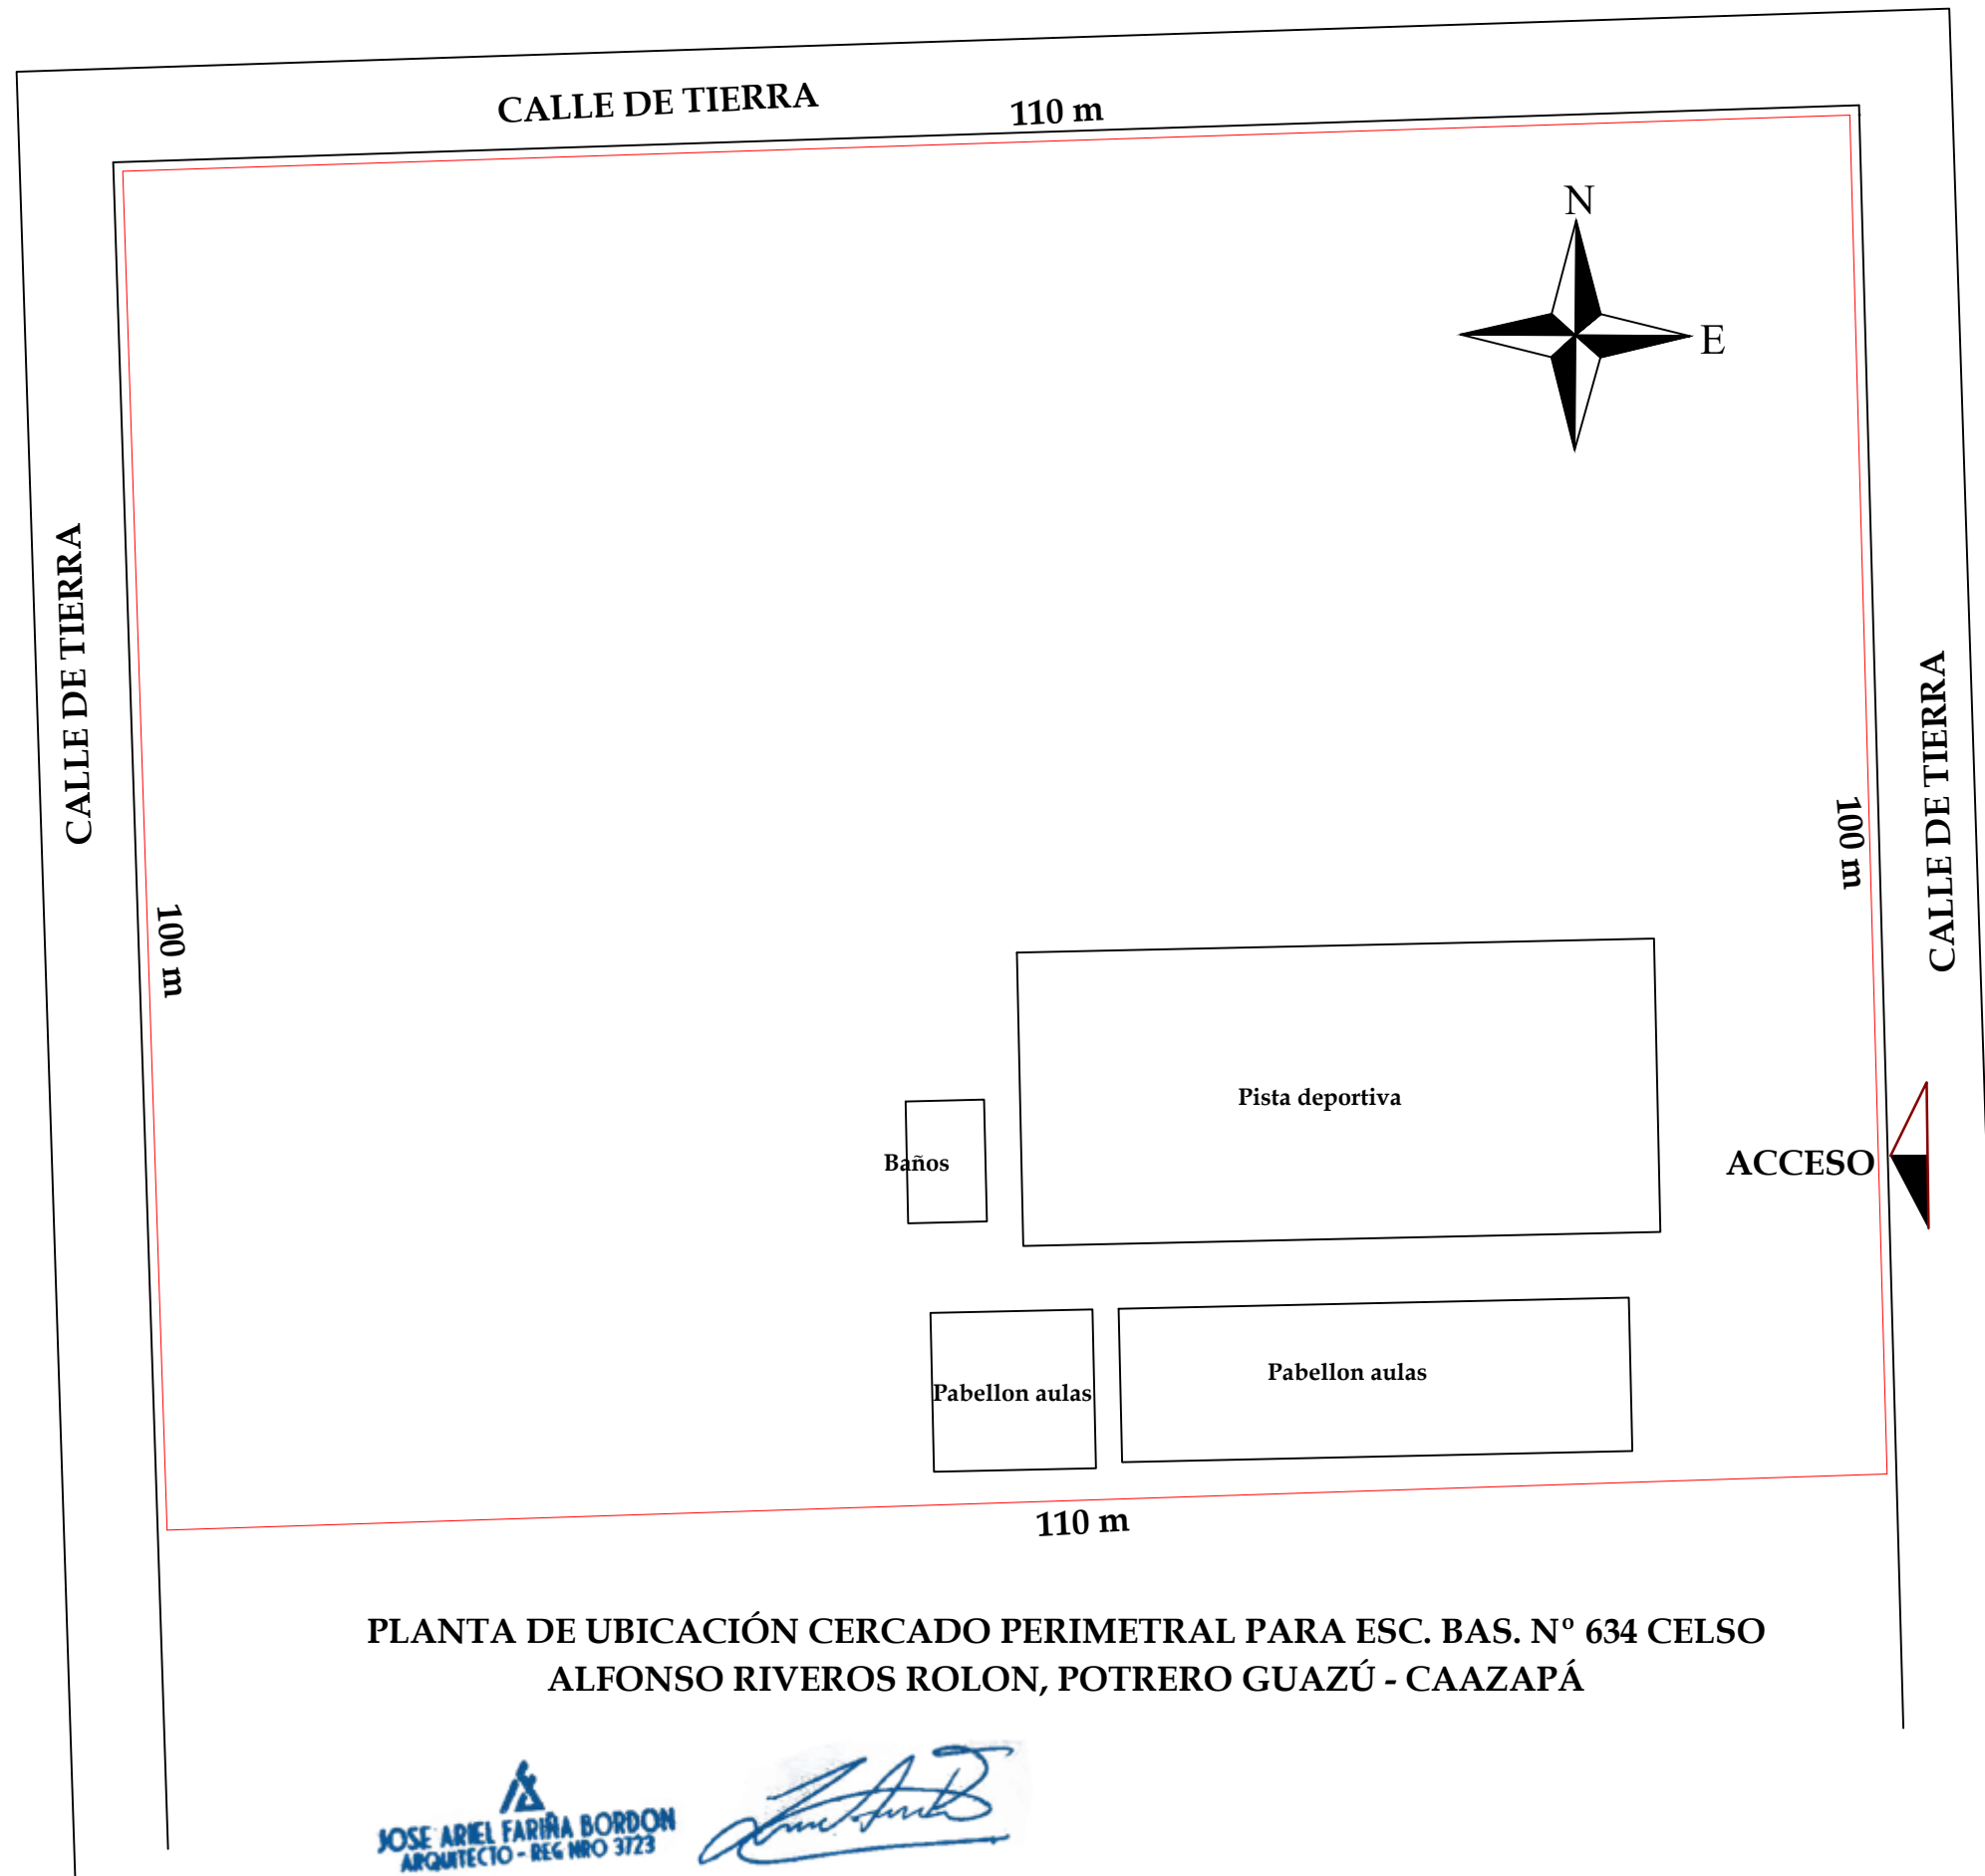 CALLE DE TIERRA
110 m
N
E
CALLE DE TIERRA
CALLE DE TIERRA
100 m
100 m
Pista deportiva
Baños
ACCESO
Pabellon aulas
Pabellon aulas
110 m
PLANTA DE UBICACIÓN CERCADO PERIMETRAL PARA ESC. BAS. Nº 634 CELSO
ALFONSO RIVEROS ROLON, POTRERO GUAZÚ - CAAZAPÁ
JOSE ARIEL FARIÑA BORDON
ARQUITECTO - REG NRO 3723